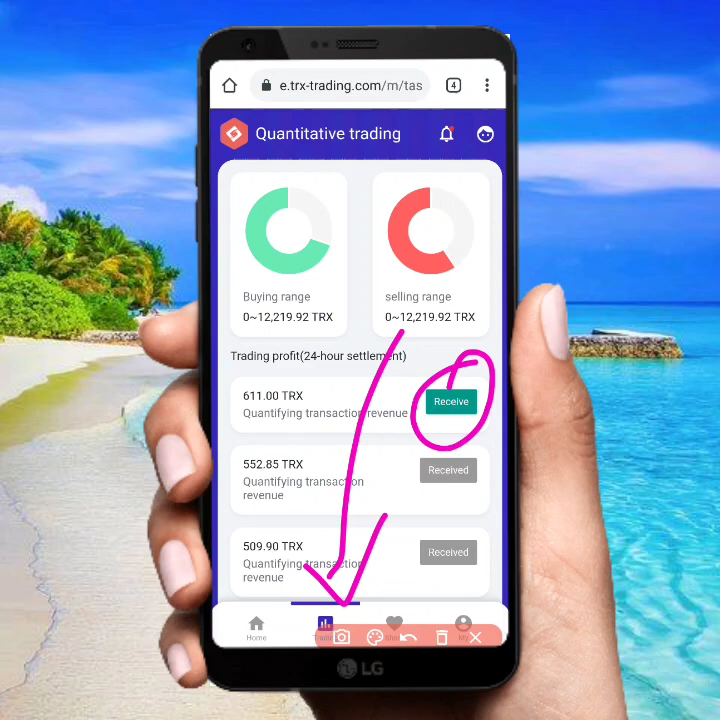 4
e.trx-trading.com/m/tas
Quantitative trading
Buying range
0~12,219.92 TRX
selling range
0~12,219.92 TRX
Trading profit(24-hour settlement)
611.00 TRX
Quantifying transaction revenue
Receive
552.85 TRX
Quantifying transaction
revenue
Received
509.90 TRX
Quantifying transaction
revenue
Received
Home
LG